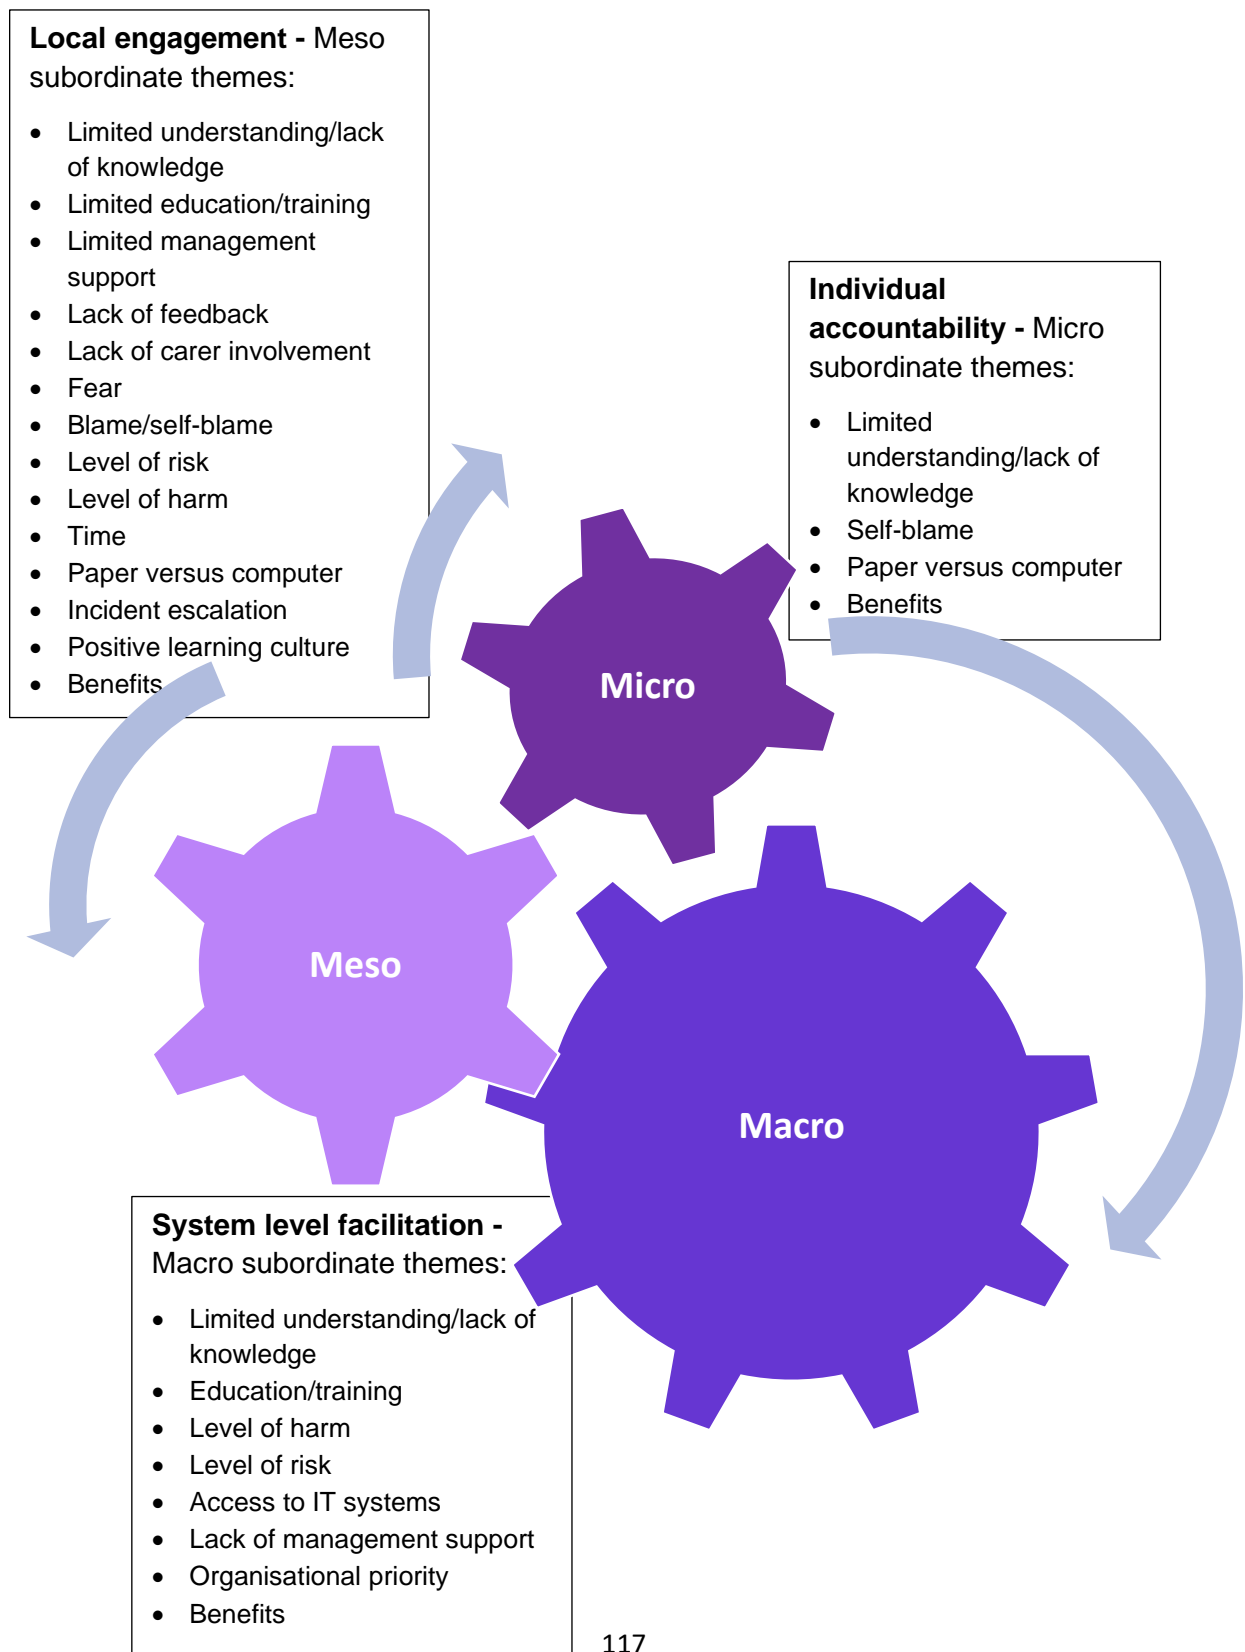 Local engagement - Meso
subordinate themes:
• Limited understanding/lack
of knowledge
• Limited education/training
• Limited management
support
• Lack of feedback
• Lack of carer involvement
• Fear
• Blame/self-blame
• Level of risk
• Level of harm
• Time
• Paper versus computer
• Incident escalation
• Positive learning culture
• Benefits
Individual
accountability - Micro
subordinate themes:
• Limited
understanding/lack of
knowledge
• Self-blame
• Paper versus computer
• Benefits
Micro
Meso
Macro
System level facilitation -
Macro subordinate themes:
• Limited understanding/lack of
knowledge
• Education/training
• Level of harm
• Level of risk
• Access to IT systems
• Lack of management support
• Organisational priority
• Benefits
117